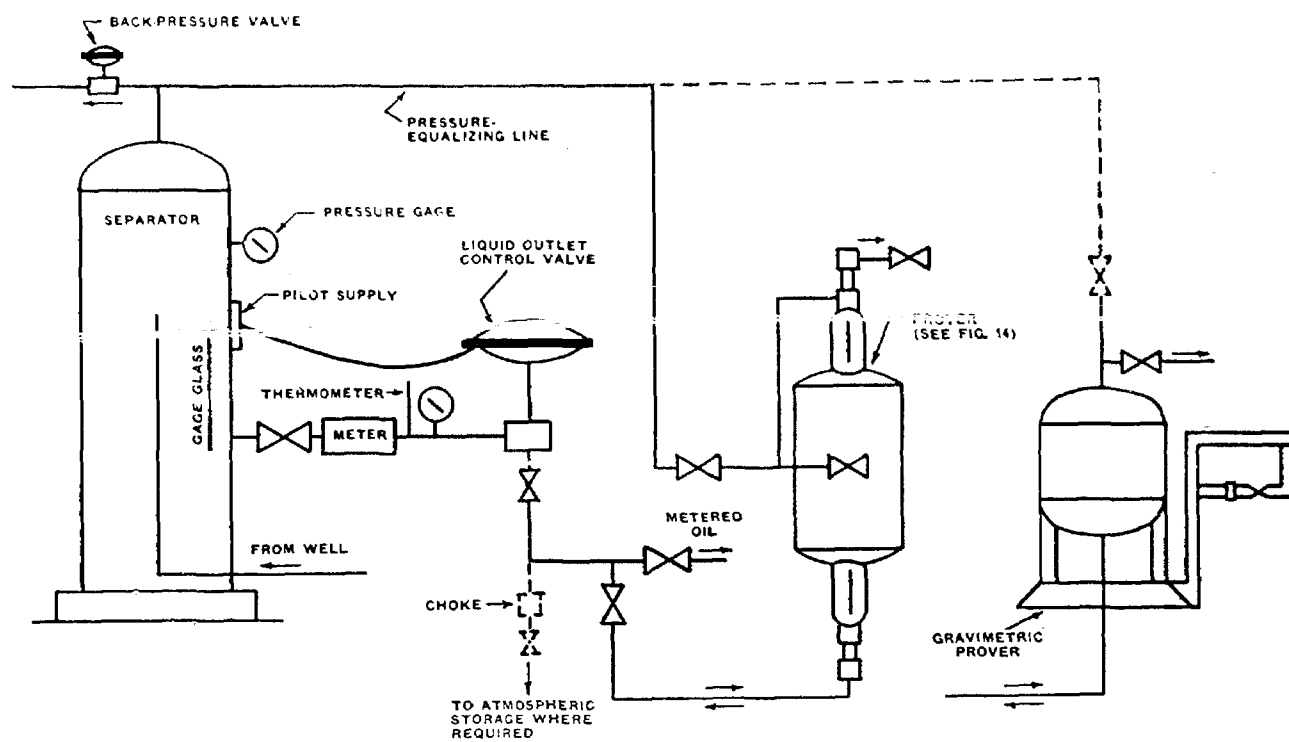 BACK-PRESSURE VALVE
PRESSURE-
EQUALIZING LINE
SEPARATOR
PRESSURE GAGE
LIQUID OUTLET
CONTROL VALVE
PILOT SUPPLY
PROVER
(SEE FIG. 14)
GAGE GLASS
THERMOMETER
METER
METERED
OIL
FROM WELL
CHOKE
GRAVIMETRIC
PROVER
TO ATMOSPHERIC
STORAGE WHERE
REQUIRED